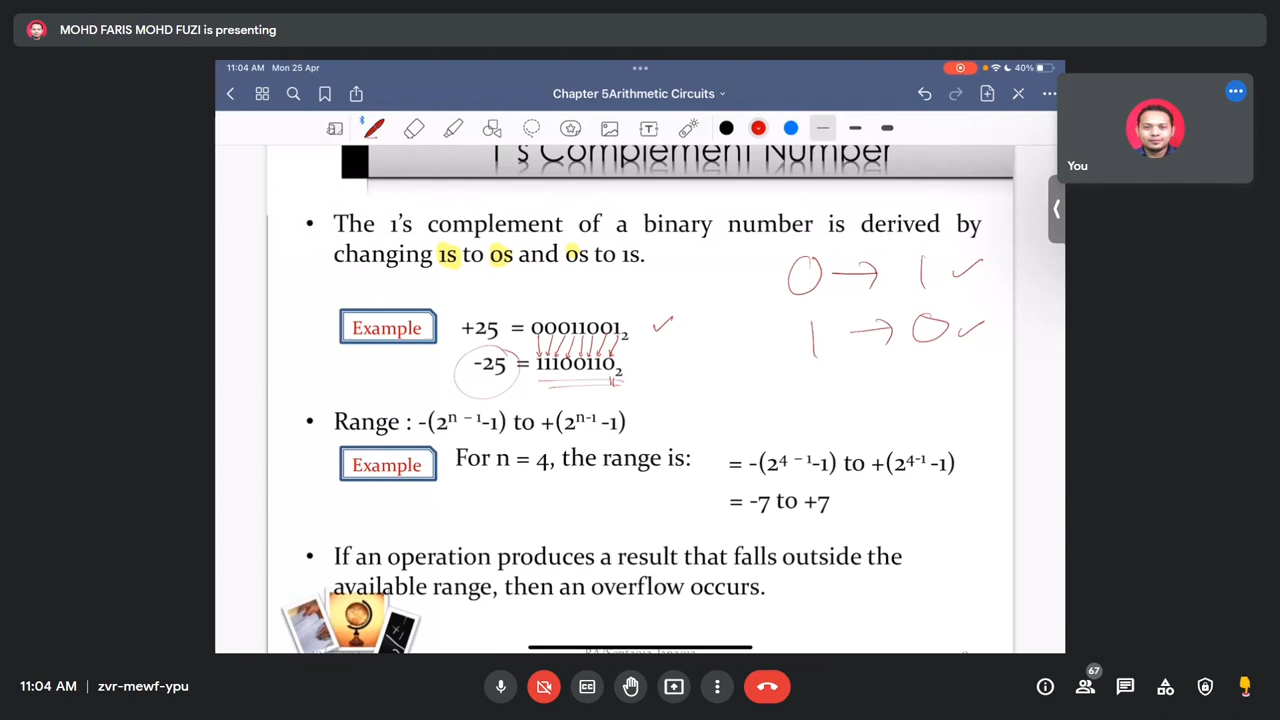 MOHD FARIS MOHD FUZI is presenting
11:04 AM Mon 25 Apr
40%
Chapter 5Arithmetic Circuits
You
1's Complement Number
• The 1's complement of a binary number is derived by
changing 1s to 0s and 0s to 1s.
0 → 1 ✓
1 → 0 ✓
Example +25 = 00011001₂ ✓
-25 = 11100110₂
• Range : -(2ⁿ⁻¹-1) to +(2ⁿ⁻¹-1)
Example For n = 4, the range is: = -(2⁴⁻¹-1) to +(2⁴⁻¹-1)
= -7 to +7
• If an operation produces a result that falls outside the
available range, then an overflow occurs.
11:04 AM | zvr-mewf-ypu
67